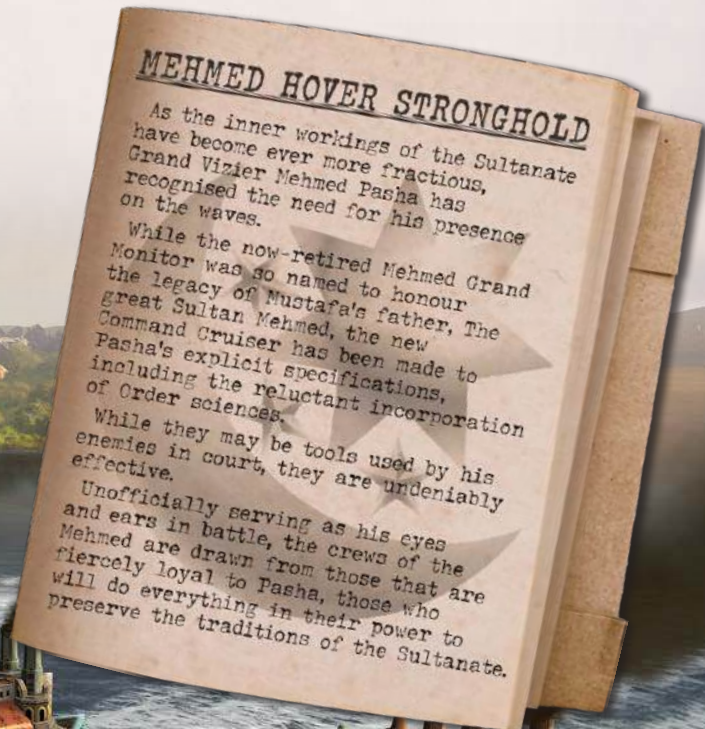 MEHMED HOVER STRONGHOLD
As the inner workings of the Sultanate
have become ever more fractious,
Grand Vizier Mehmed Pasha has
recognised the need for his presence
on the waves.
While the now-retired Mehmed Grand
Monitor was so named to honour
the legacy of Mustafa's father, The
great Sultan Mehmed, the new
Command Cruiser has been made to
Pasha's explicit specifications,
including the reluctant incorporation
of Order sciences.
While they may be tools used by his
enemies in court, they are undeniably
effective.
Unofficially serving as his eyes
and ears in battle, the crews of the
Mehmed are drawn from those that are
fiercely loyal to Pasha, those who
will do everything in their power to
preserve the traditions of the Sultanate.